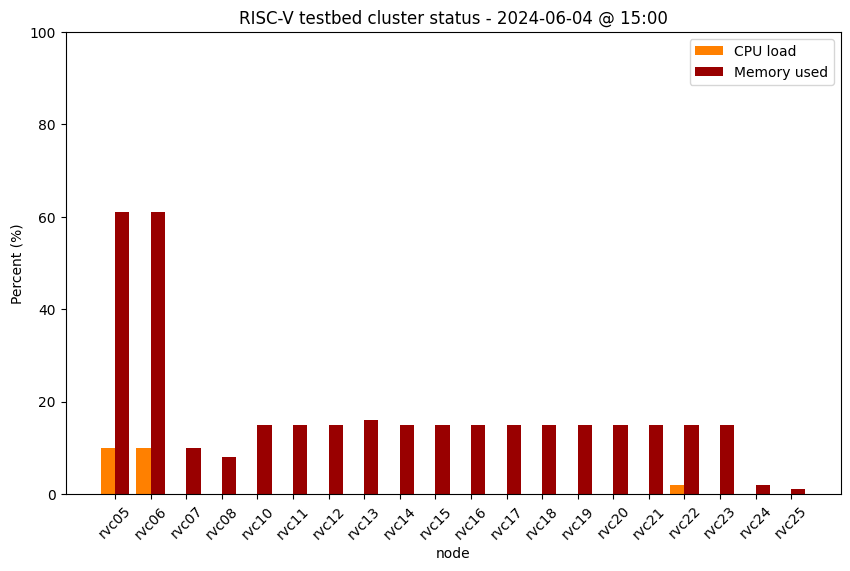 RISC-V testbed cluster status - 2024-06-04 @ 15:00
CPU load
Memory used
Percent (%)
100
80
60
40
20
0
rvc05
rvc06
rvc07
rvc08
rvc10
rvc11
rvc12
rvc13
rvc14
rvc15
rvc16
rvc17
rvc18
rvc19
rvc20
rvc21
rvc22
rvc23
rvc24
rvc25
node